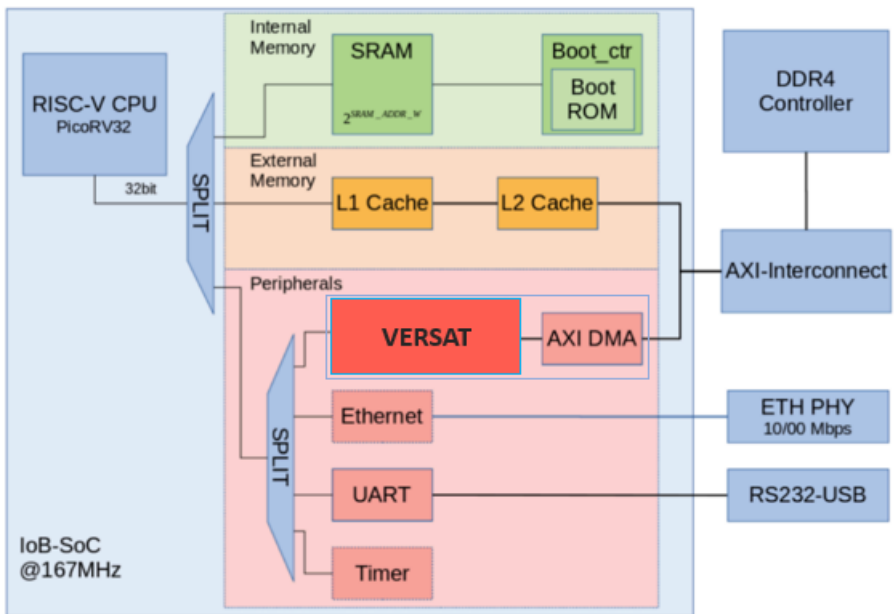 Internal
Memory
SRAM
2^SRAM_ADDR_W
Boot_ctr
Boot
ROM
RISC-V CPU
PicoRV32
32bit
SPLIT
External
Memory
L1 Cache
L2 Cache
DDR4
Controller
AXI-Interconnect
Peripherals
VERSAT
AXI DMA
SPLIT
Ethernet
ETH PHY
10/00 Mbps
UART
RS232-USB
Timer
IoB-SoC
@167MHz